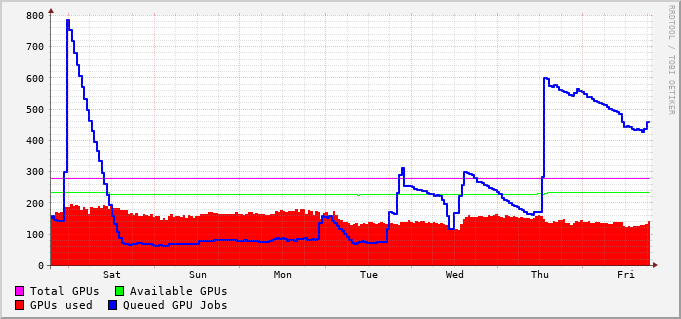 800
700
600
500
400
300
200
100
0
Sat Sun Mon Tue Wed Thu Fri
Total GPUs Available GPUs
GPUs used Queued GPU Jobs
RRDTOOL / TOBI OETIKER